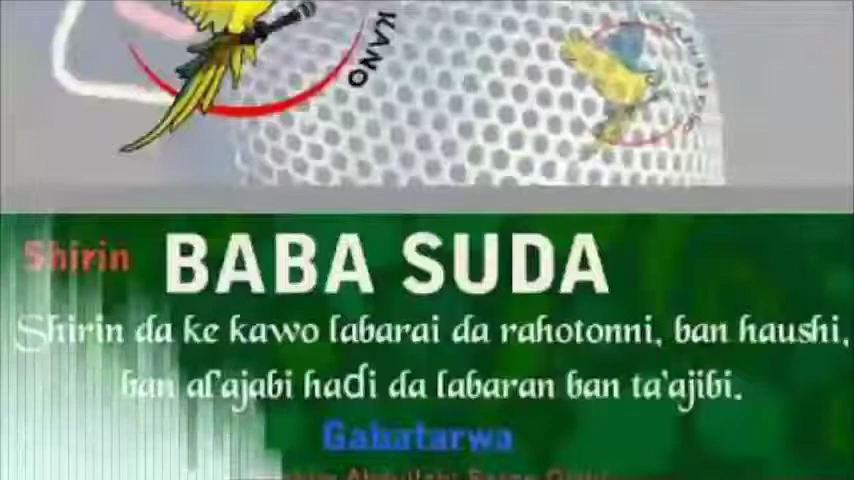 KANO
Shirin BABA SUDA
Shirin da ke kawo labarai da rahotonni, ban haushi,
ban al'ajabi hadi da labaran ban ta'ajibi.
Gabatarwa
Abdullahi